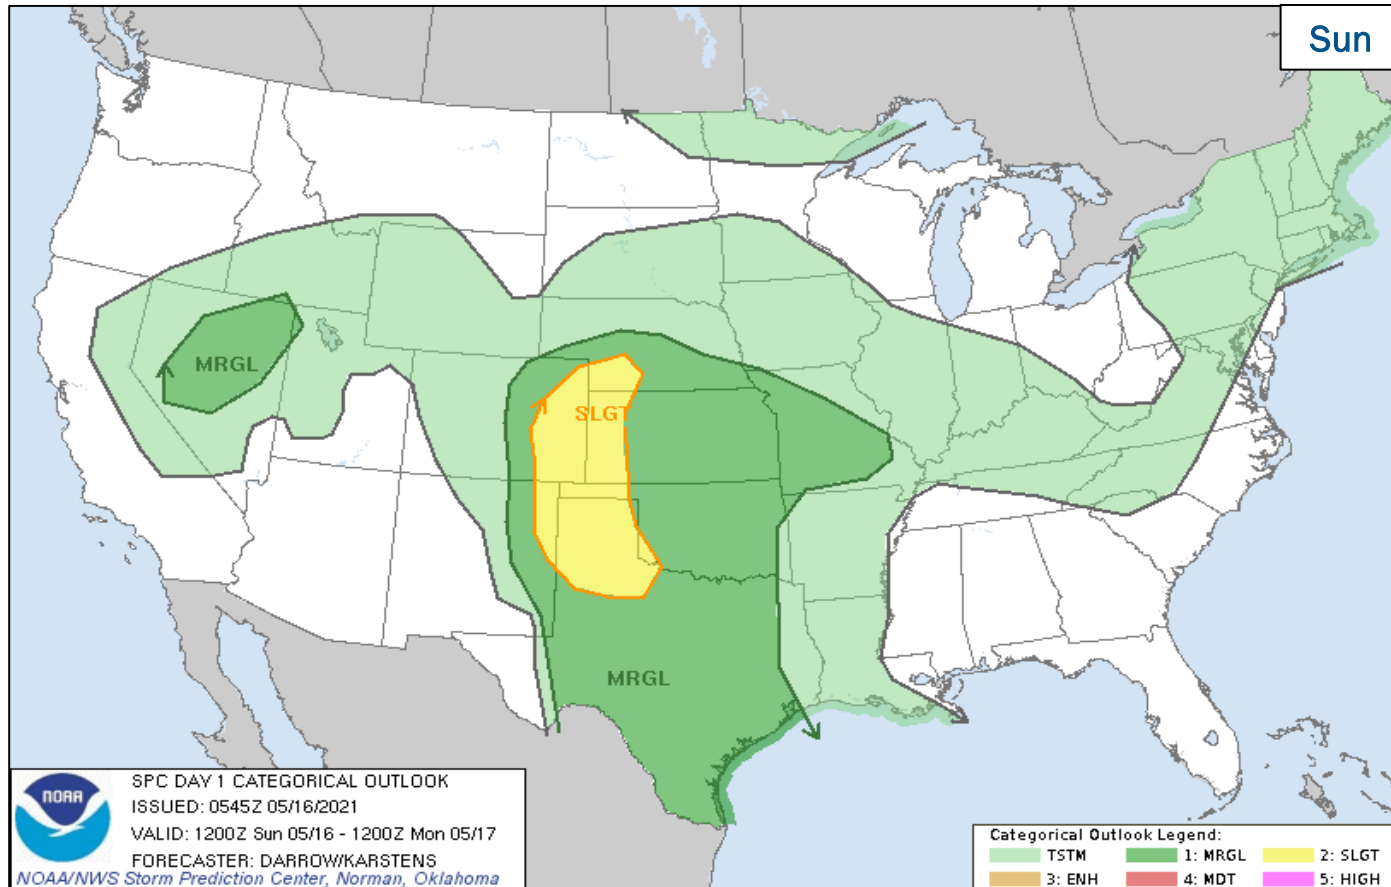 Sun
MRGL
SLGT
MRGL
NOAA
SPC DAY 1 CATEGORICAL OUTLOOK
ISSUED: 0545Z 05/16/2021
VALID: 1200Z Sun 05/16 - 1200Z Mon 05/17
FORECASTER: DARROW/KARSTENS
NOAA/NWS Storm Prediction Center, Norman, Oklahoma
Categorical Outlook Legend:
TSTM 1: MRGL 2: SLGT
3: ENH 4: MDT 5: HIGH